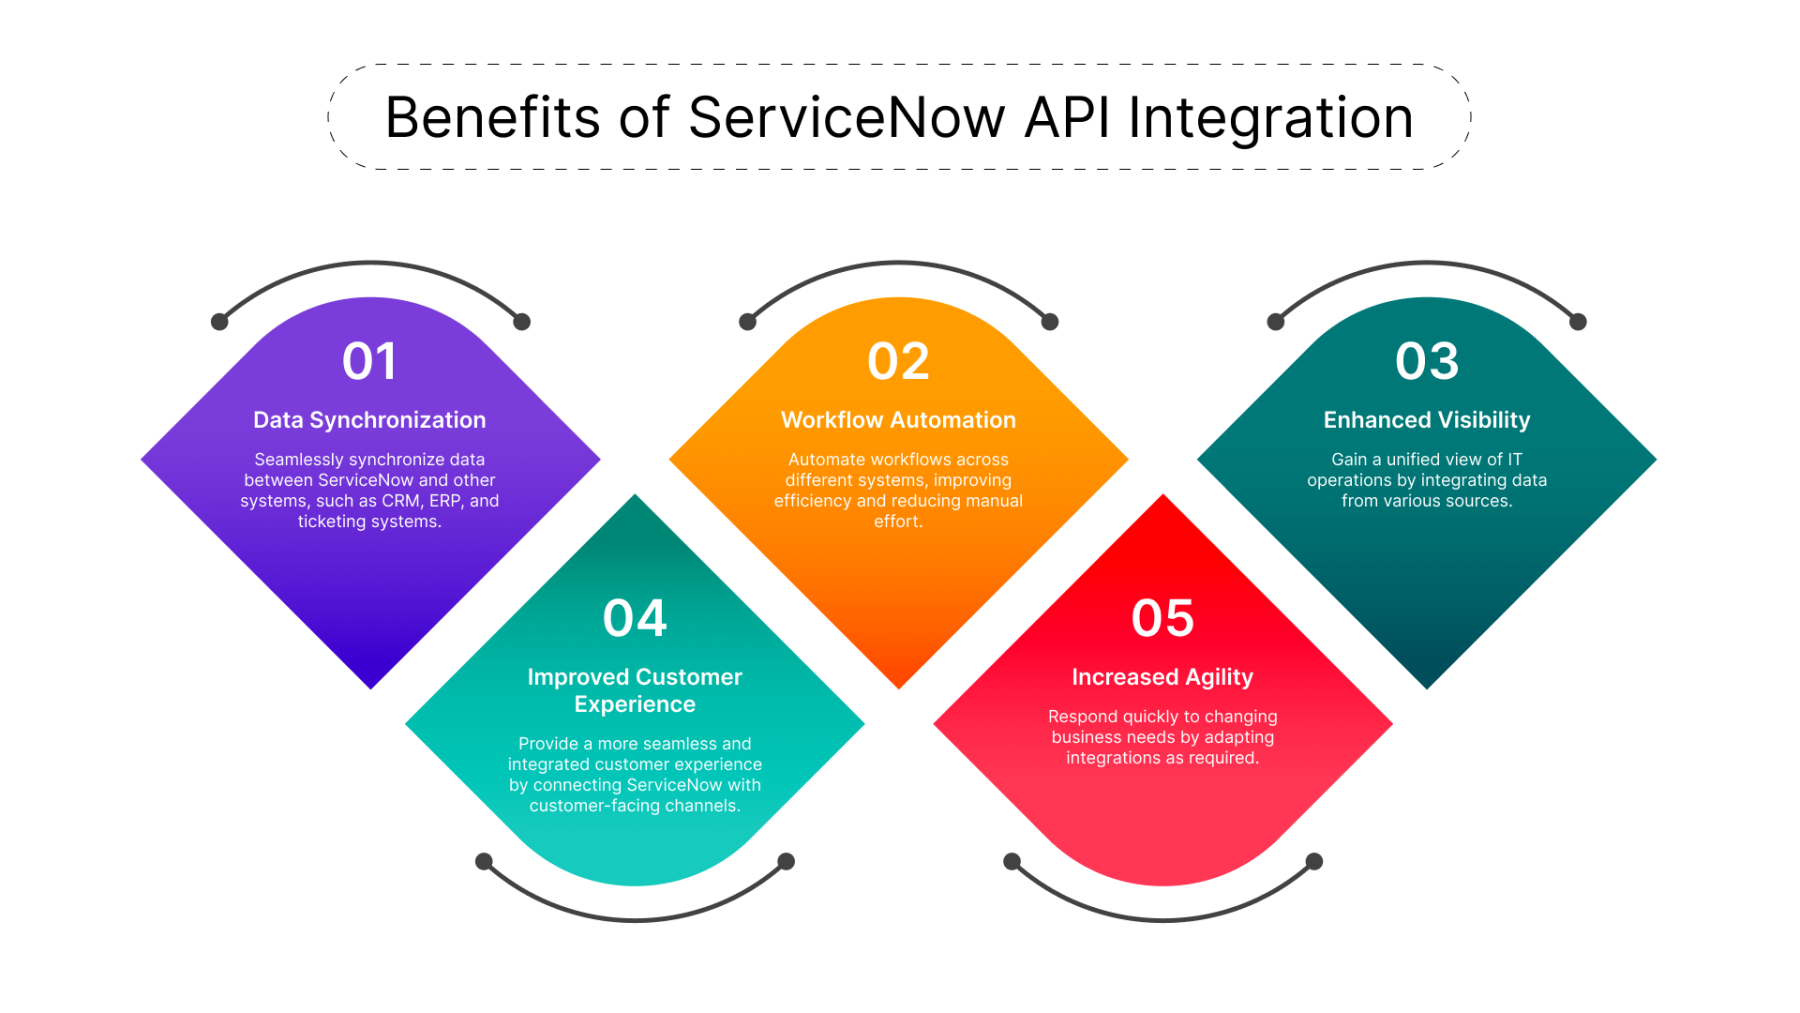 Benefits of ServiceNow API Integration
01
Data Synchronization
Seamlessly synchronize data
between ServiceNow and other
systems, such as CRM, ERP, and
ticketing systems.
02
Workflow Automation
Automate workflows across
different systems, improving
efficiency and reducing manual
effort.
03
Enhanced Visibility
Gain a unified view of IT
operations by integrating data
from various sources.
04
Improved Customer
Experience
Provide a more seamless and
integrated customer experience
by connecting ServiceNow with
customer-facing channels.
05
Increased Agility
Respond quickly to changing
business needs by adapting
integrations as required.